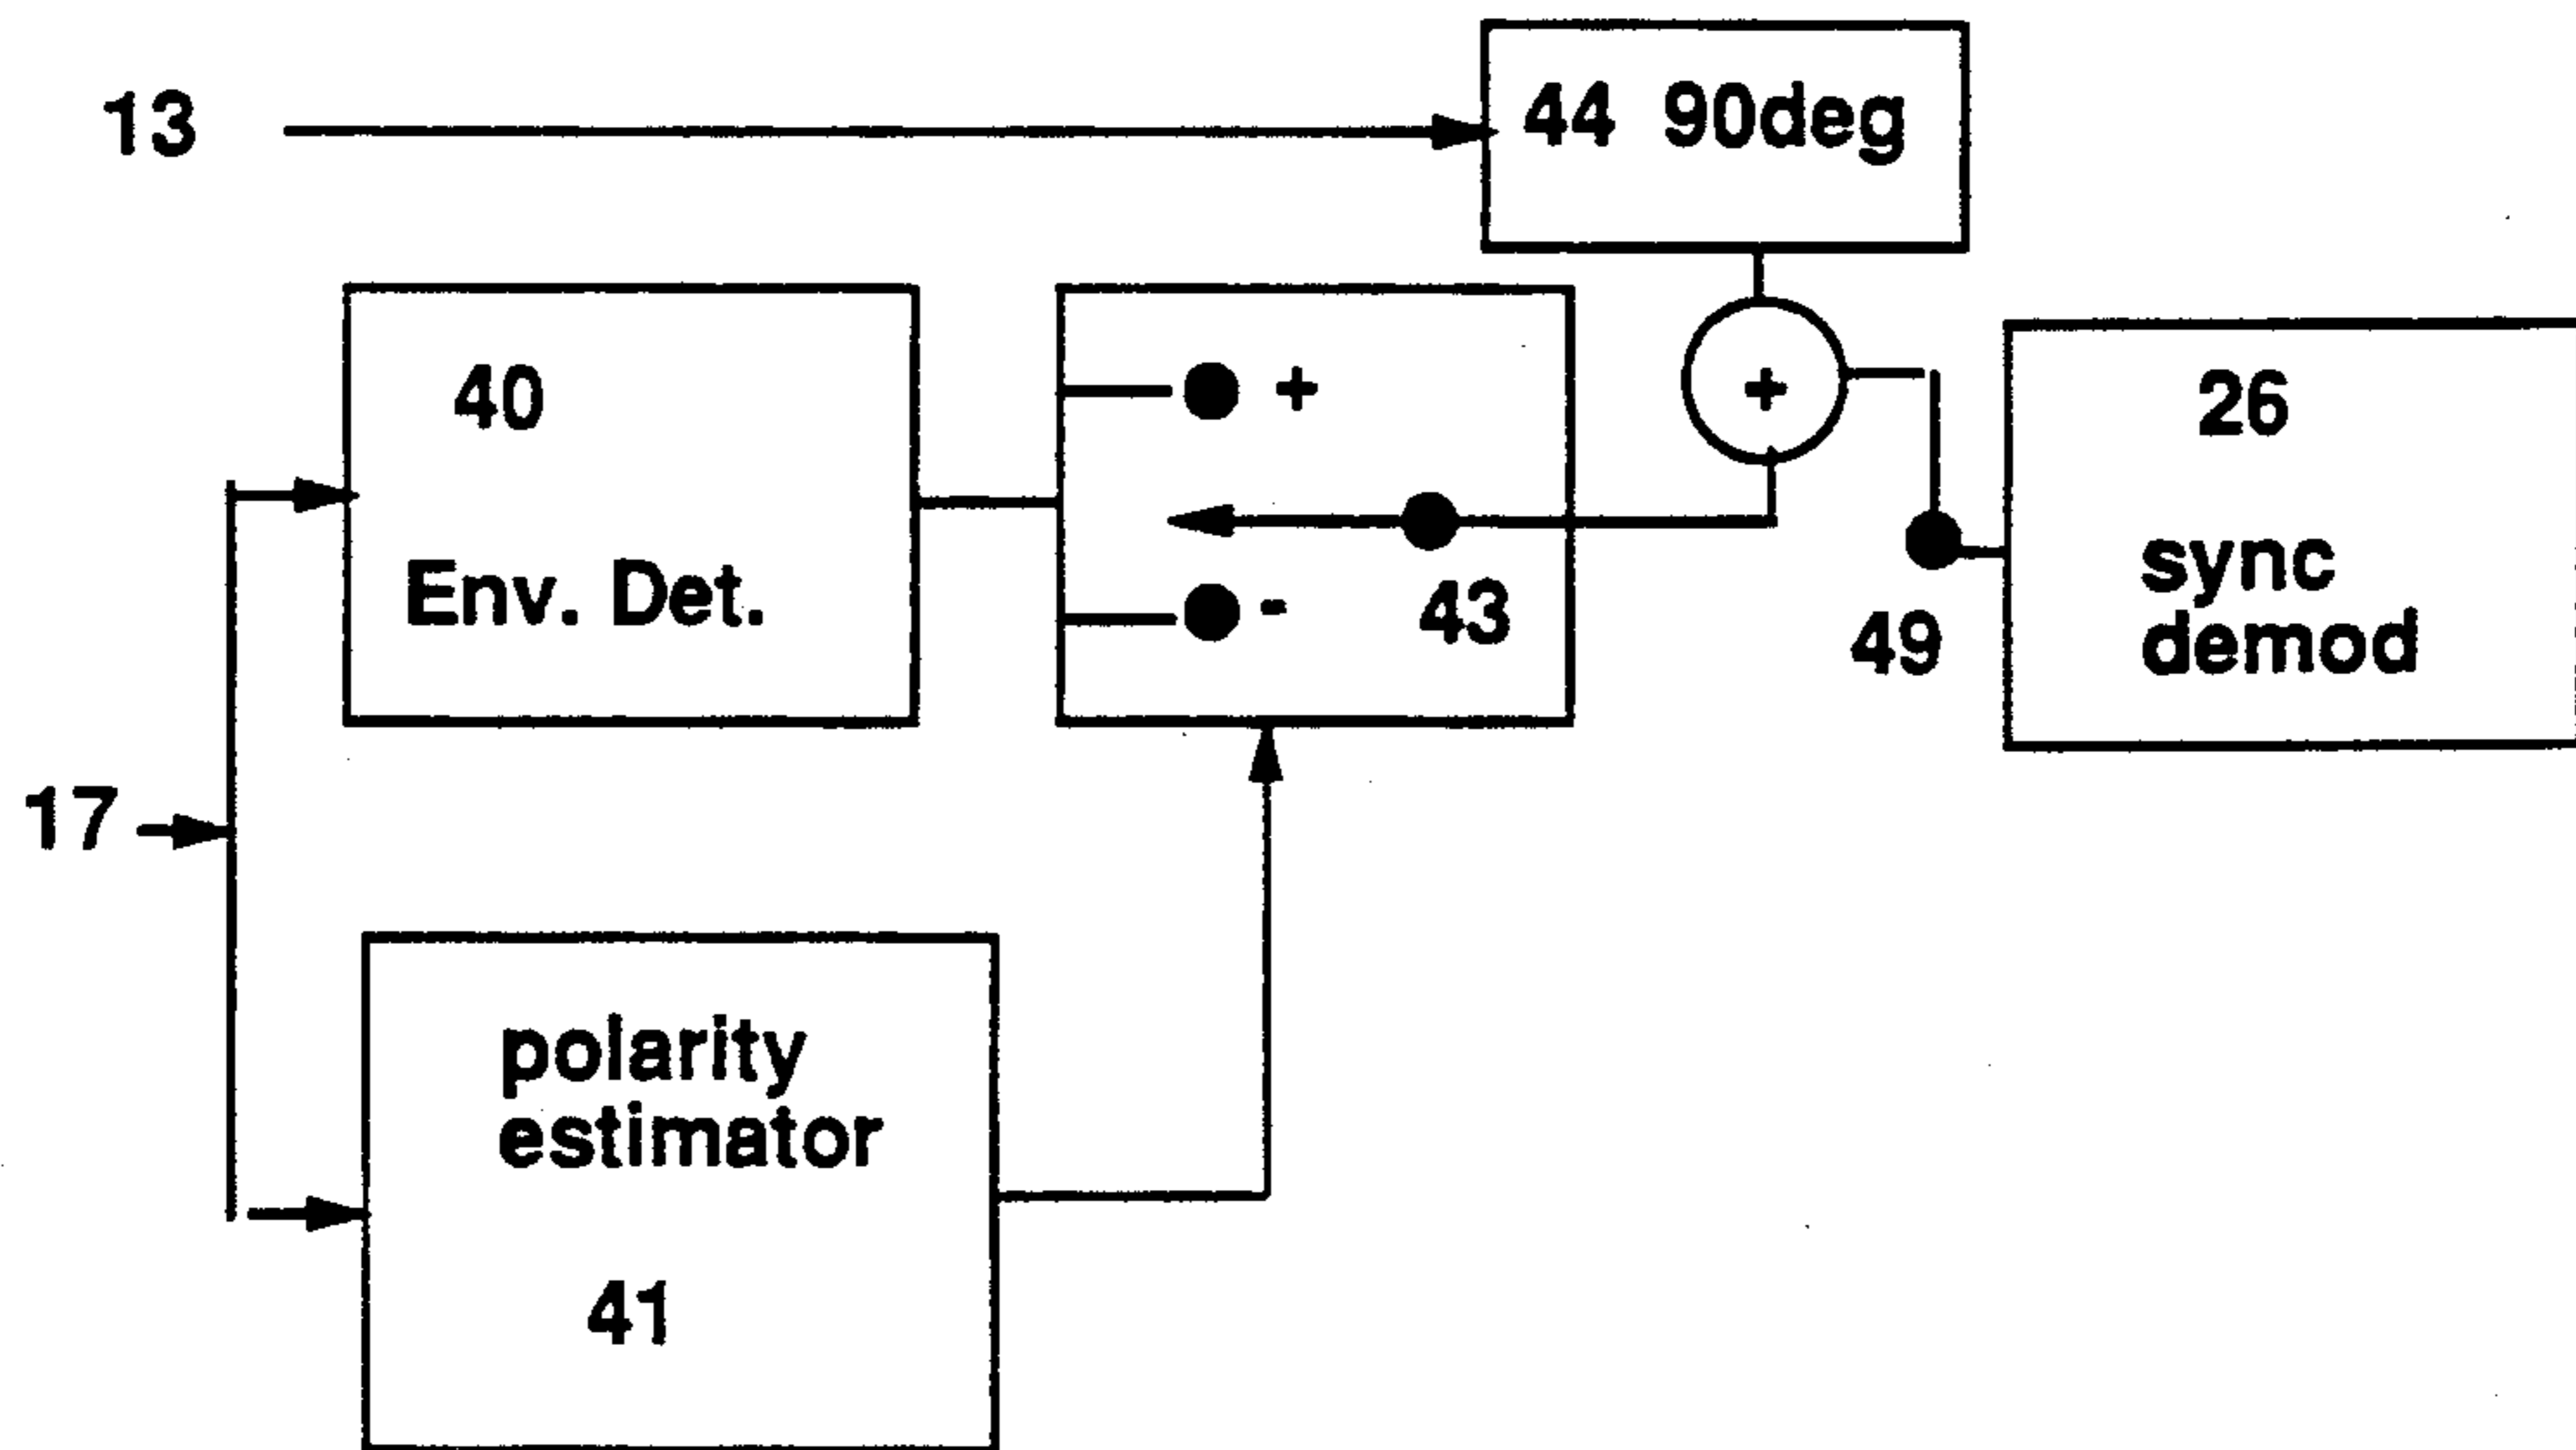 13
44 90deg
40
Env. Det.
+
-
43
+
49
26
sync
demod
17
polarity
estimator
41